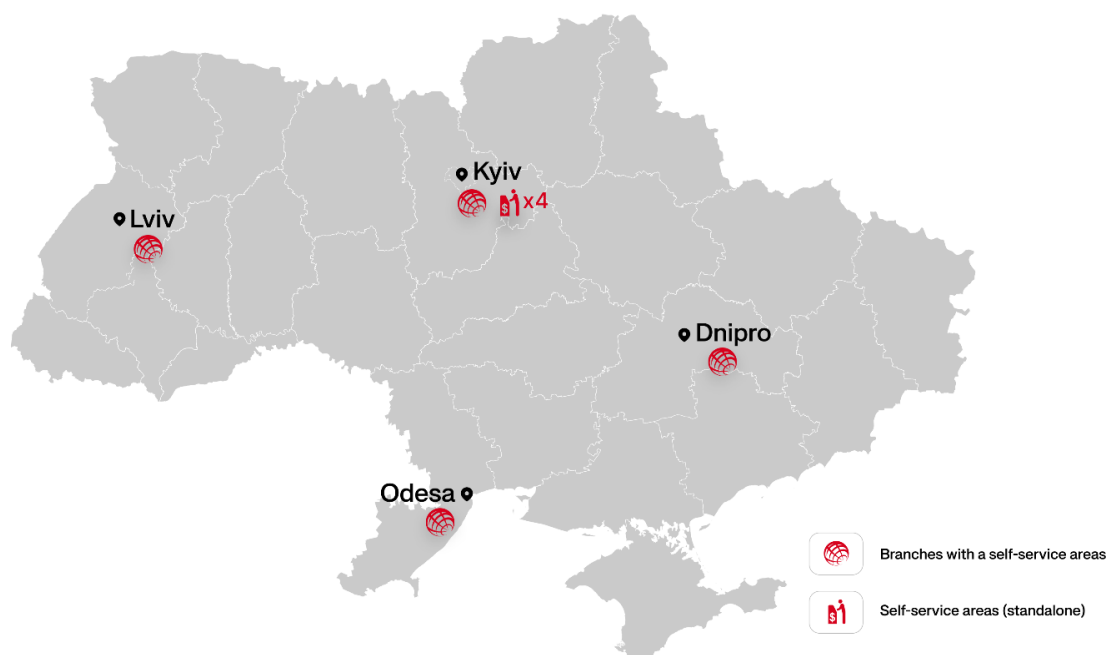 Kyiv
x4
Lviv
Dnipro
Odesa
$ Branches with a self-service areas
$ Self-service areas (standalone)